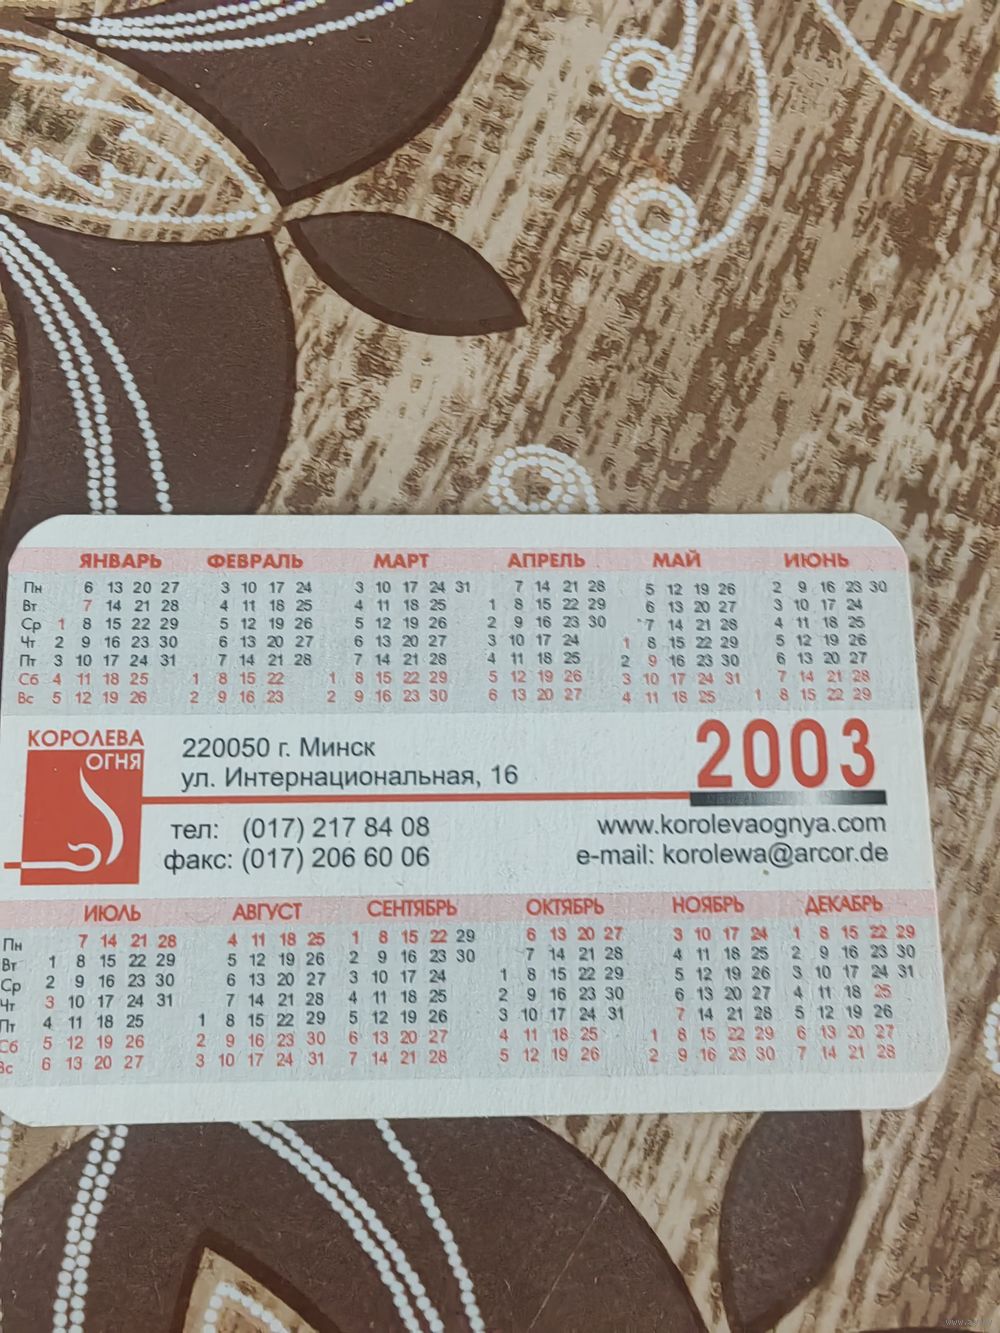 ЯНВАРЬ ФЕВРАЛЬ МАРТ АПРЕЛЬ МАЙ ИЮНЬ
Пн 6 13 20 27 3 10 17 24 3 10 17 24 31 7 14 21 28 5 12 19 26 2 9 16 23 30
Вт 7 14 21 28 4 11 18 25 4 11 18 25 1 8 15 22 29 6 13 20 27 3 10 17 24
Ср 1 8 15 22 29 5 12 19 26 5 12 19 26 2 9 16 23 30 7 14 21 28 4 11 18 25
Чт 2 9 16 23 30 6 13 20 27 6 13 20 27 3 10 17 24 1 8 15 22 29 5 12 19 26
Пт 3 10 17 24 31 7 14 21 28 7 14 21 28 4 11 18 25 2 9 16 23 30 6 13 20 27
Сб 4 11 18 25 1 8 15 22 1 8 15 22 29 5 12 19 26 3 10 17 24 31 7 14 21 28
Вс 5 12 19 26 2 9 16 23 2 9 16 23 30 6 13 20 27 4 11 18 25 1 8 15 22 29
КОРОЛЕВА
ОГНЯ
220050 г. Минск
ул. Интернациональная, 16
2003
тел: (017) 217 84 08
факс: (017) 206 60 06
www.korolevaognya.com
e-mail: korolewa@arcor.de
ИЮЛЬ АВГУСТ СЕНТЯБРЬ ОКТЯБРЬ НОЯБРЬ ДЕКАБРЬ
Пн 7 14 21 28 4 11 18 25 1 8 15 22 29 6 13 20 27 3 10 17 24 1 8 15 22 29
Вт 1 8 15 22 29 5 12 19 26 2 9 16 23 30 7 14 21 28 4 11 18 25 2 9 16 23 30
Ср 2 9 16 23 30 6 13 20 27 3 10 17 24 1 8 15 22 29 5 12 19 26 3 10 17 24 31
Чт 3 10 17 24 31 7 14 21 28 4 11 18 25 2 9 16 23 30 6 13 20 27 4 11 18 25
Пт 4 11 18 25 1 8 15 22 29 5 12 19 26 3 10 17 24 31 7 14 21 28 5 12 19 26
Сб 5 12 19 26 2 9 16 23 30 6 13 20 27 4 11 18 25 1 8 15 22 29 6 13 20 27
Вс 6 13 20 27 3 10 17 24 31 7 14 21 28 5 12 19 26 2 9 16 23 30 7 14 21 28